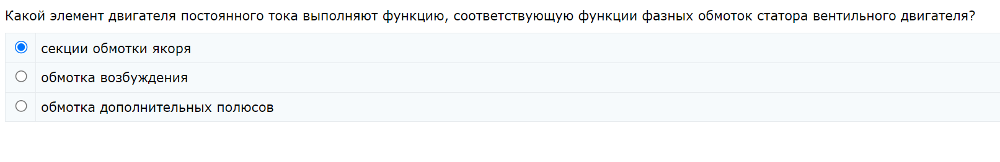 Какой элемент двигателя постоянного тока выполняют функцию, соответствующую функции фазных обмоток статора вентильного двигателя?
секции обмотки якоря
обмотка возбуждения
обмотка дополнительных полюсов